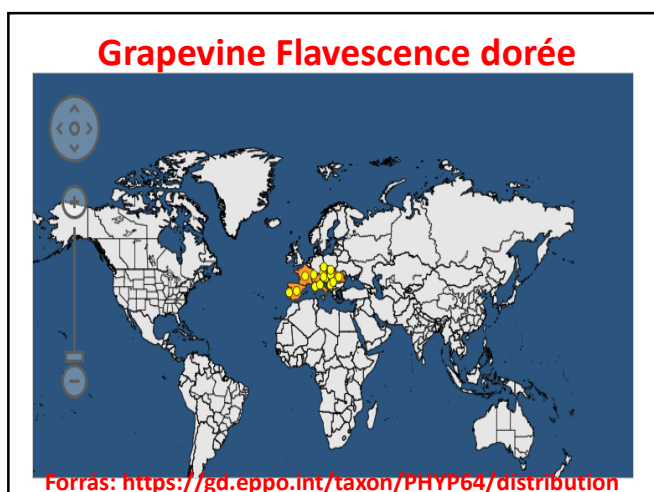 Grapevine Flavescence dorée
Forrás: https://gd.eppo.int/taxon/PHYP64/distribution